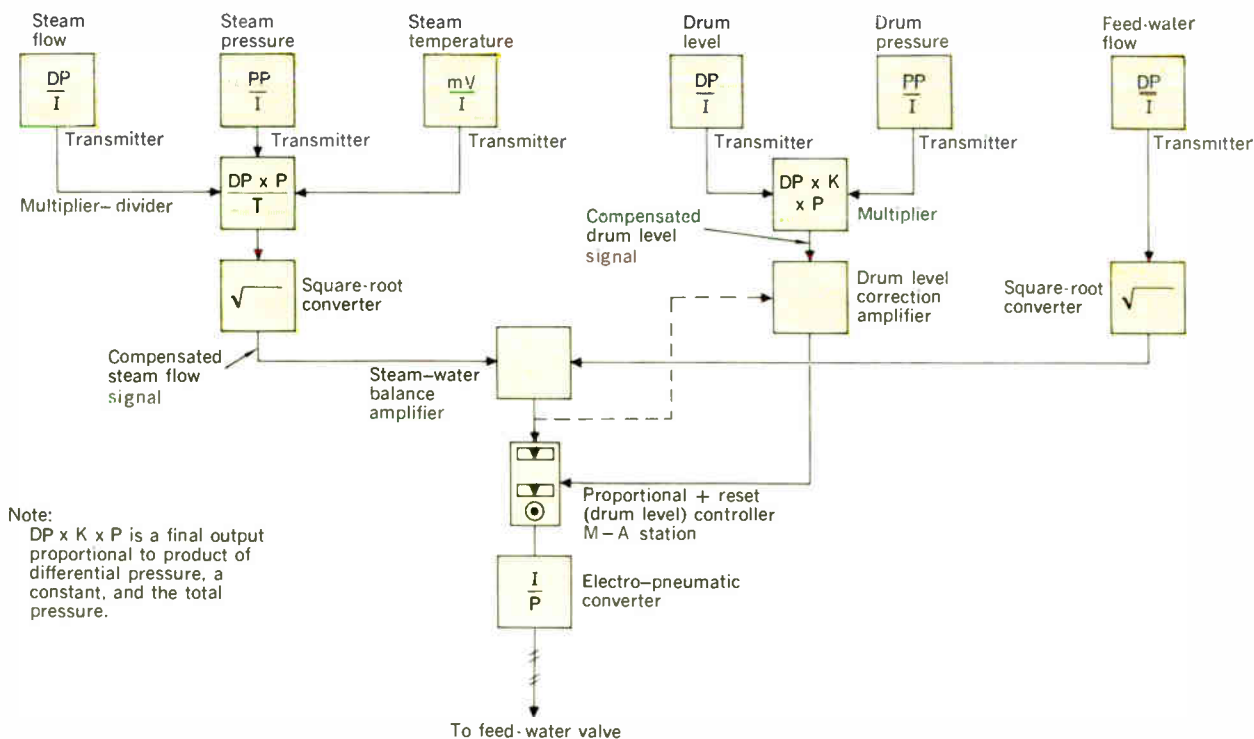 Steam
flow
Steam
pressure
Steam
temperature
Drum
level
Drum
pressure
Feed-water
flow
DP
I
PP
I
mV
I
DP
I
PP
I
DP
I
Transmitter
Transmitter
Transmitter
Transmitter
Transmitter
Transmitter
DP x P
T
Multiplier–divider
DP x K
x P
Multiplier
Compensated
drum level
signal
√
Square-root
converter
Drum level
correction
amplifier
Square-root
converter
√
Compensated
steam flow
signal
Steam–water
balance
amplifier
Proportional + reset
(drum level) controller
M–A station
Note:
DP x K x P is a final output
proportional to product of
differential pressure, a
constant, and the total
pressure.
I
P
Electro–pneumatic
converter
To feed-water valve